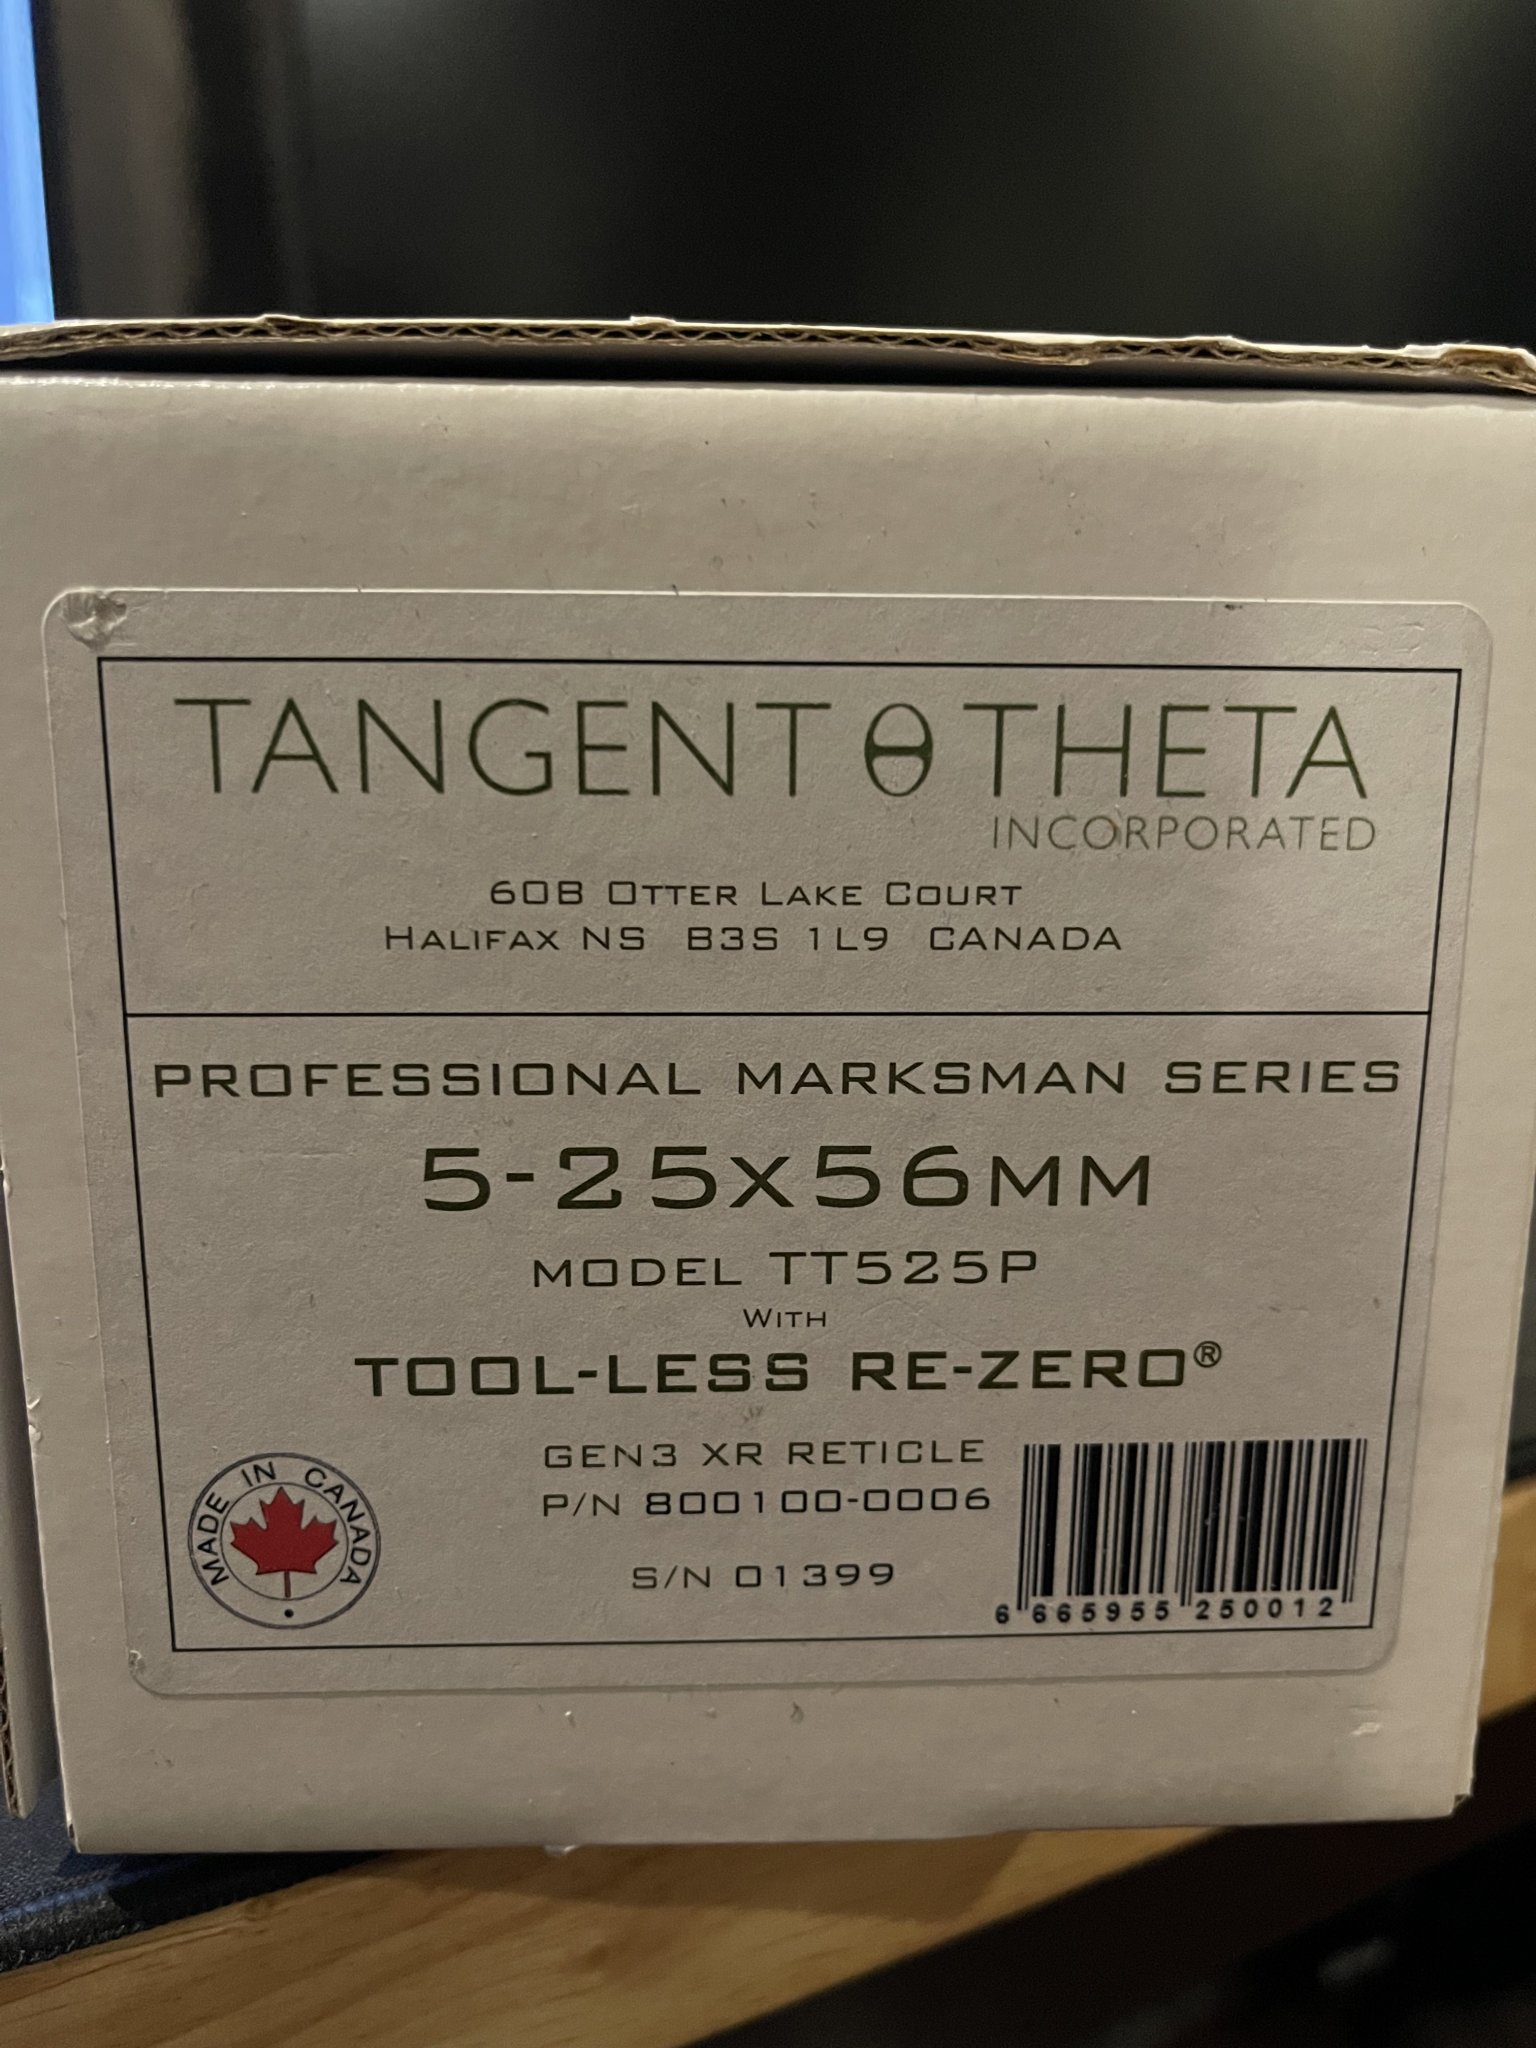 TANGENT θ THETA
INCORPORATED
60B OTTER LAKE COURT
HALIFAX NS B3S 1L9 CANADA
PROFESSIONAL MARKSMAN SERIES
5-25X56MM
MODEL TT525P
WITH
TOOL-LESS RE-ZERO®
GEN3 XR RETICLE
P/N 800100-0006
S/N 01399
MADE IN CANADA
6 665955 250012